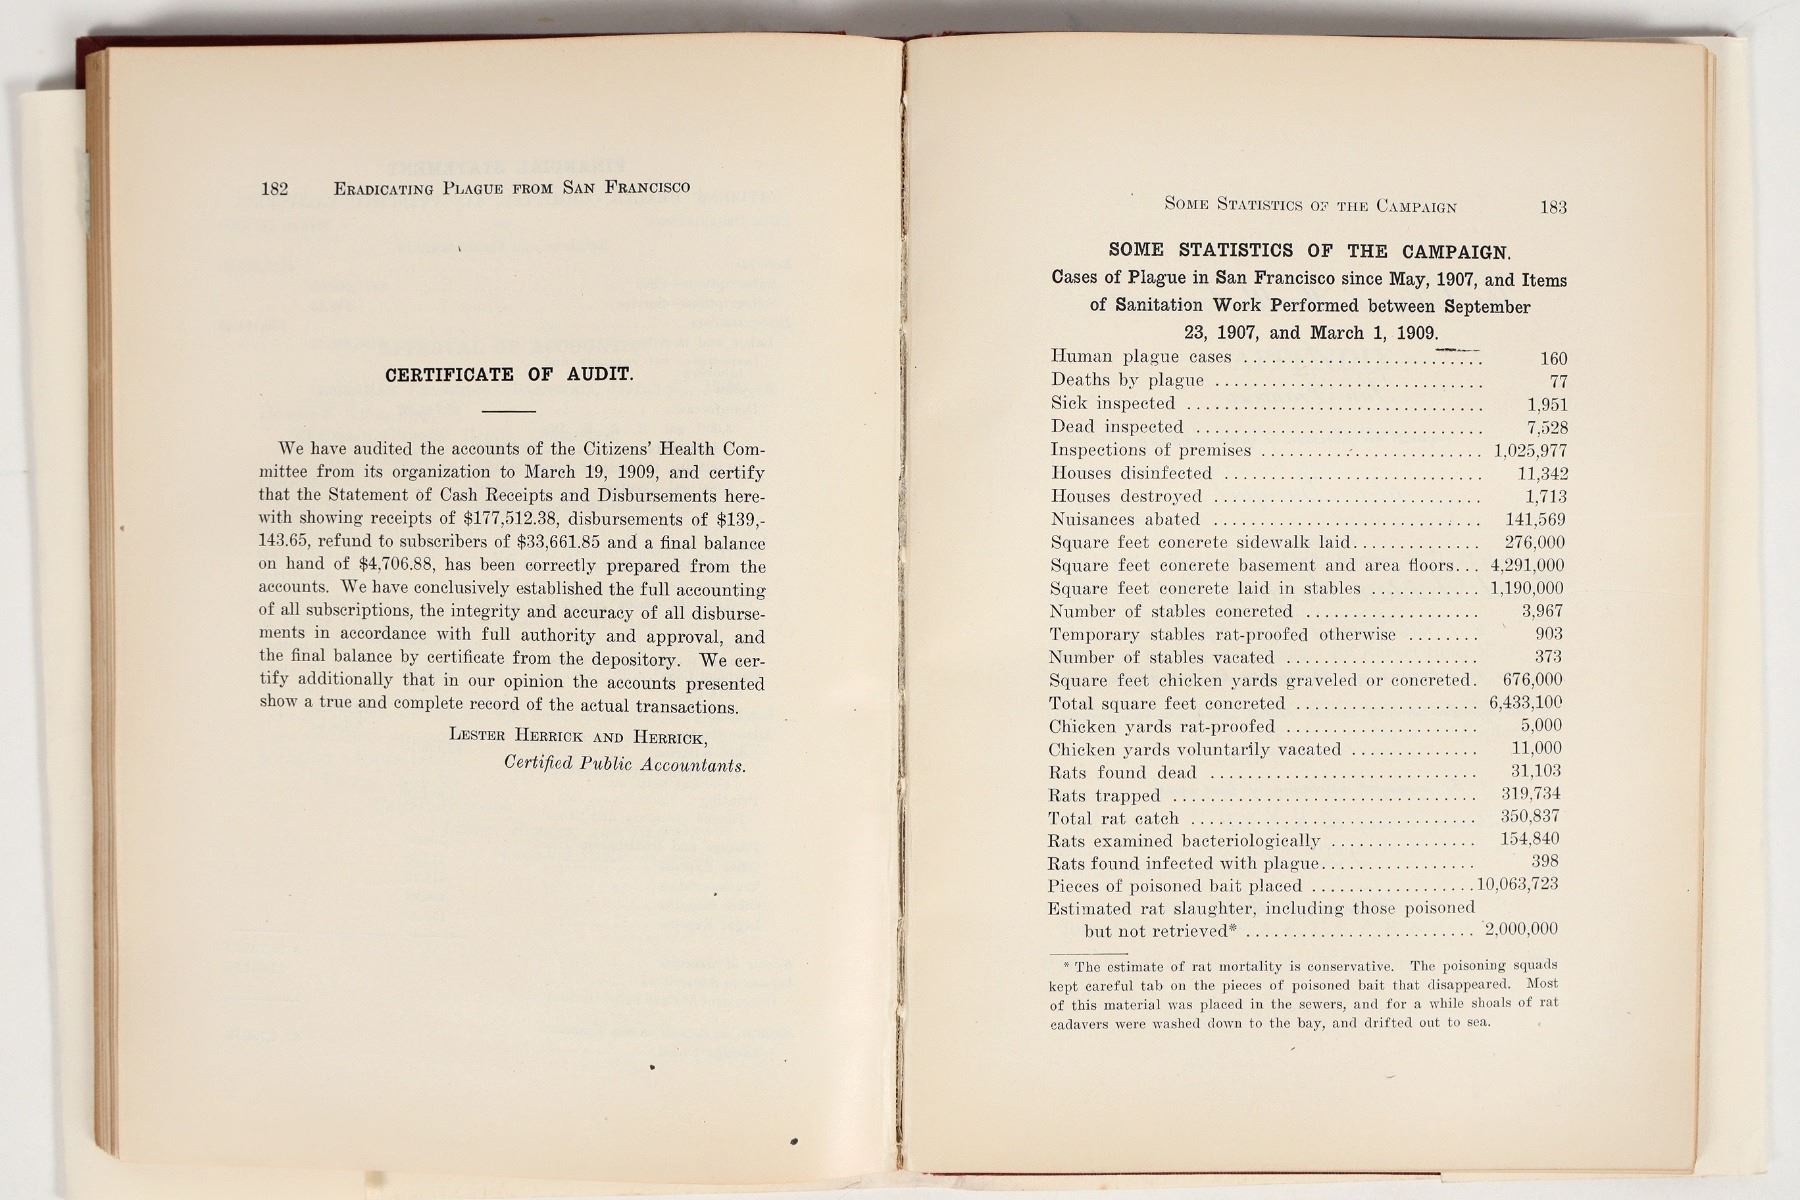 182 Eradicating Plague from San Francisco
CERTIFICATE OF AUDIT.
We have audited the accounts of the Citizens' Health Com-
mittee from its organization to March 19, 1909, and certify
that the Statement of Cash Receipts and Disbursements here-
with showing receipts of $177,512.38, disbursements of $139,-
143.65, refund to subscribers of $33,661.85 and a final balance
on hand of $4,706.88, has been correctly prepared from the
accounts. We have conclusively established the full accounting
of all subscriptions, the integrity and accuracy of all disburse-
ments in accordance with full authority and approval, and
the final balance by certificate from the depository. We cer-
tify additionally that in our opinion the accounts presented
show a true and complete record of the actual transactions.
Lester Herrick and Herrick,
Certified Public Accountants.
Some Statistics of the Campaign 183
SOME STATISTICS OF THE CAMPAIGN.
Cases of Plague in San Francisco since May, 1907, and Items
of Sanitation Work Performed between September
23, 1907, and March 1, 1909.
Human plague cases .......................... 160
Deaths by plague ............................. 77
Sick inspected ................................ 1,951
Dead inspected ............................... 7,528
Inspections of premises ........................ 1,025,977
Houses disinfected ............................ 11,342
Houses destroyed ............................. 1,713
Nuisances abated ............................. 141,569
Square feet concrete sidewalk laid.............. 276,000
Square feet concrete basement and area floors... 4,291,000
Square feet concrete laid in stables ............ 1,190,000
Number of stables concreted ................... 3,967
Temporary stables rat-proofed otherwise ........ 903
Number of stables vacated ..................... 373
Square feet chicken yards graveled or concreted. 676,000
Total square feet concreted .................... 6,433,100
Chicken yards rat-proofed ..................... 5,000
Chicken yards voluntarily vacated .............. 11,000
Rats found dead ............................. 31,103
Rats trapped ................................. 319,734
Total rat catch ............................... 350,837
Rats examined bacteriologically ................ 154,840
Rats found infected with plague................. 398
Pieces of poisoned bait placed ..................10,063,723
Estimated rat slaughter, including those poisoned
but not retrieved* ......................... 2,000,000
* The estimate of rat mortality is conservative. The poisoning squads
kept careful tab on the pieces of poisoned bait that disappeared. Most
of this material was placed in the sewers, and for a while shoals of rat
cadavers were washed down to the bay, and drifted out to sea.